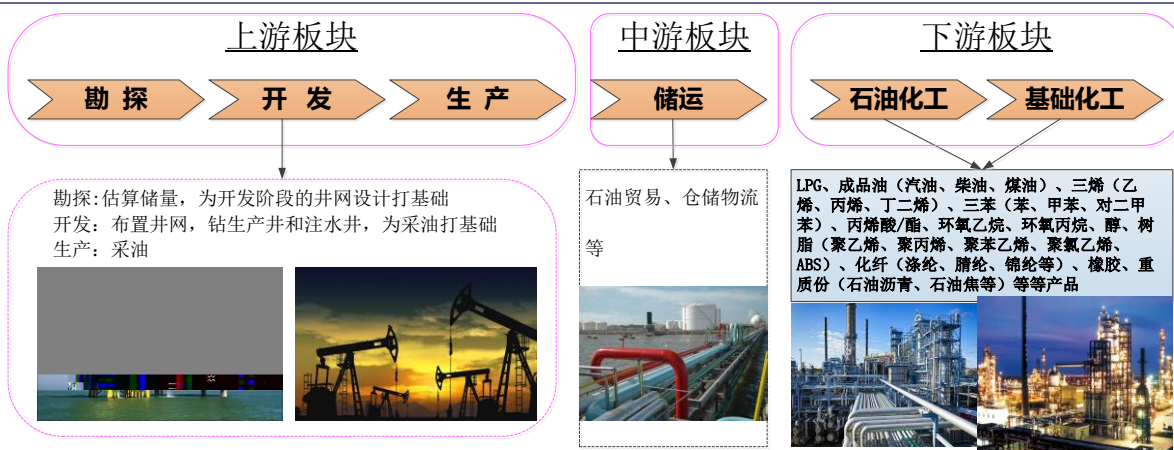 上游板块
中游板块
下游板块
勘 探
开 发
生 产
储运
石油化工
基础化工
勘探:估算储量，为开发阶段的井网设计打基础
开发：布置井网，钻生产井和注水井，为采油打基础
生产：采油
石油贸易、仓储物流
等
LPG、成品油（汽油、柴油、煤油）、三烯（乙
烯、丙烯、丁二烯）、三苯（苯、甲苯、对二甲
苯）、丙烯酸/酯、环氧乙烷、环氧丙烷、醇、树
脂（聚乙烯、聚丙烯、聚苯乙烯、聚氯乙烯、
ABS）、化纤（涤纶、腈纶、锦纶等）、橡胶、重
质份（石油沥青、石油焦等）等等产品